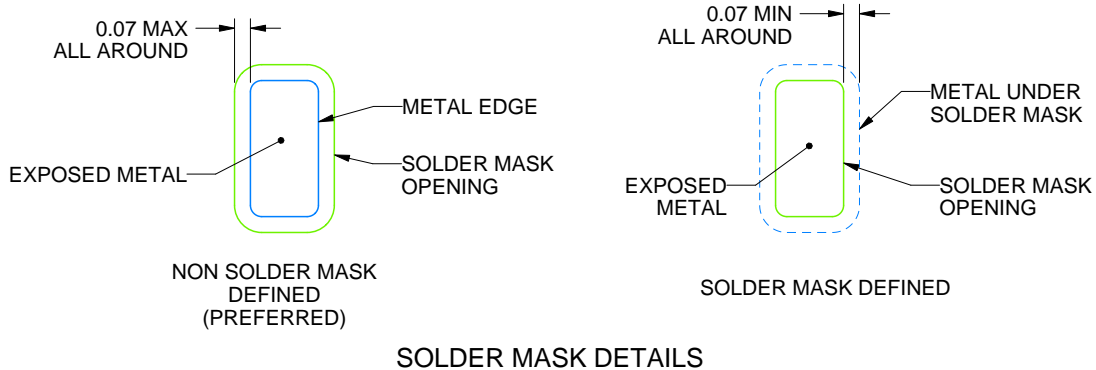 0.07 MAX
ALL AROUND
METAL EDGE
EXPOSED METAL
SOLDER MASK
OPENING
NON SOLDER MASK
DEFINED
(PREFERRED)
0.07 MIN
ALL AROUND
METAL UNDER
SOLDER MASK
EXPOSED
METAL
SOLDER MASK
OPENING
SOLDER MASK DEFINED
SOLDER MASK DETAILS